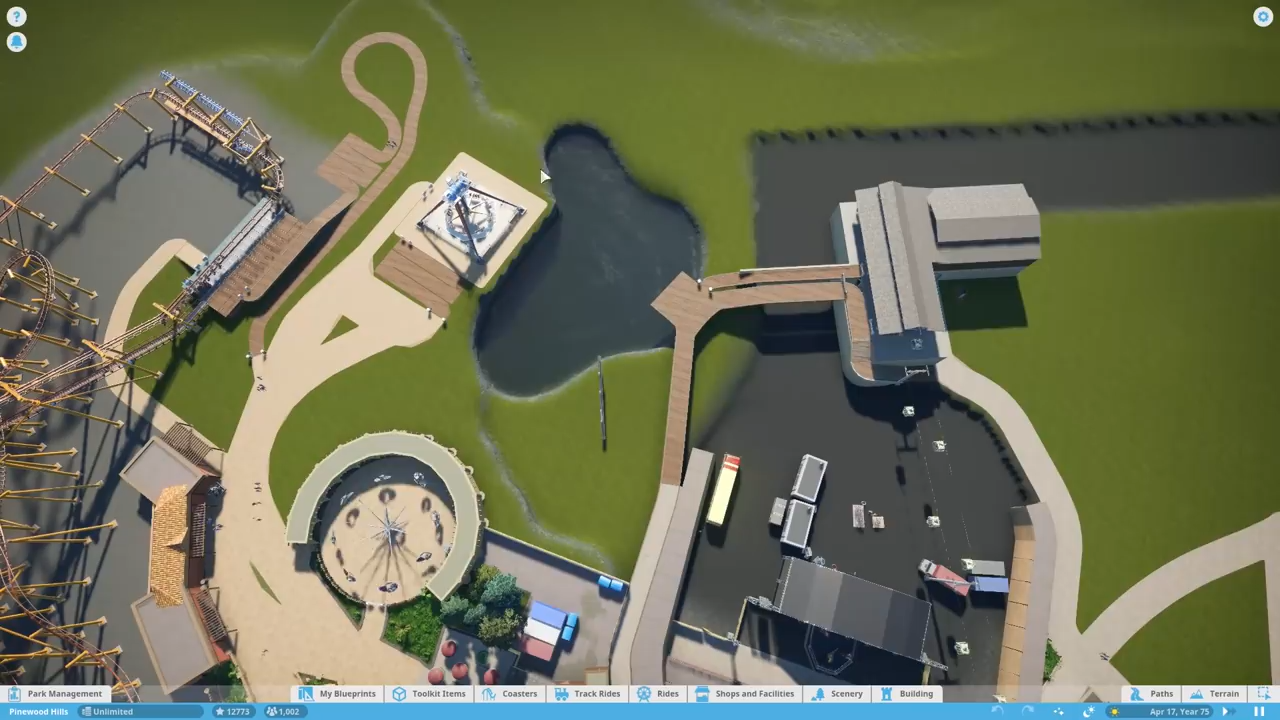 ?
Park Management
My Blueprints
Toolkit Items
Coasters
Track Rides
Rides
Shops and Facilities
Scenery
Building
Paths
Terrain
Pinewood Hills
Unlimited
12773
1,002
Apr 17, Year 75